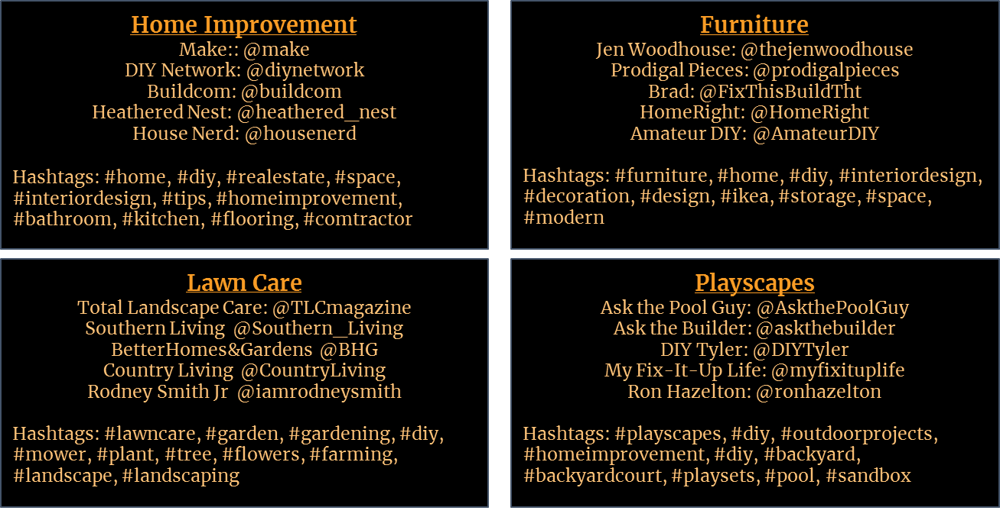 Home Improvement
Make:: @make
DIY Network: @diynetwork
Buildcom: @buildcom
Heathered Nest: @heathered_nest
House Nerd: @housenerd
Hashtags: #home, #diy, #realestate, #space,
#interiordesign, #tips, #homeimprovement,
#bathroom, #kitchen, #flooring, #comtractor
Furniture
Jen Woodhouse: @thejenwoodhouse
Prodigal Pieces: @prodigalpieces
Brad: @FixThisBuildTht
HomeRight: @HomeRight
Amateur DIY: @AmateurDIY
Hashtags: #furniture, #home, #diy, #interiordesign,
#decoration, #design, #ikea, #storage, #space,
#modern
Lawn Care
Total Landscape Care: @TLCmagazine
Southern Living @Southern_Living
BetterHomes&Gardens @BHG
Country Living @CountryLiving
Rodney Smith Jr @iamrodneysmith
Hashtags: #lawncare, #garden, #gardening, #diy,
#mower, #plant, #tree, #flowers, #farming,
#landscape, #landscaping
Playscapes
Ask the Pool Guy: @AskthePoolGuy
Ask the Builder: @askthebuilder
DIY Tyler: @DIYTyler
My Fix-It-Up Life: @myfixituplife
Ron Hazelton: @ronhazelton
Hashtags: #playscapes, #diy, #outdoorprojects,
#homeimprovement, #diy, #backyard,
#backyardcourt, #playsets, #pool, #sandbox